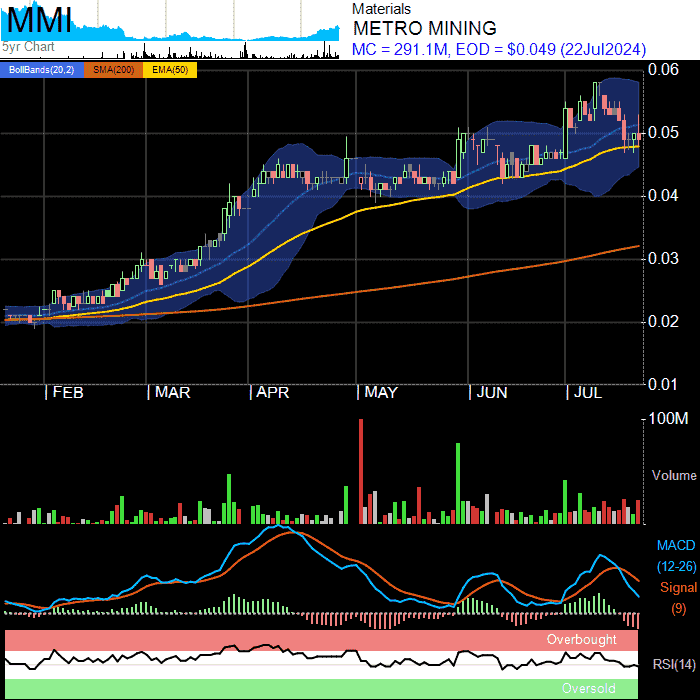 MMI
5yr Chart
Materials
METRO MINING
MC = 291.1M, EOD = $0.049 (22Jul2024)
BollBands(20,2) SMA(200) EMA(50)
0.06
0.05
0.04
0.03
0.02
0.01
FEB MAR APR MAY JUN JUL
100M
Volume
MACD
(12-26)
Signal
(9)
Overbought
RSI(14)
Oversold